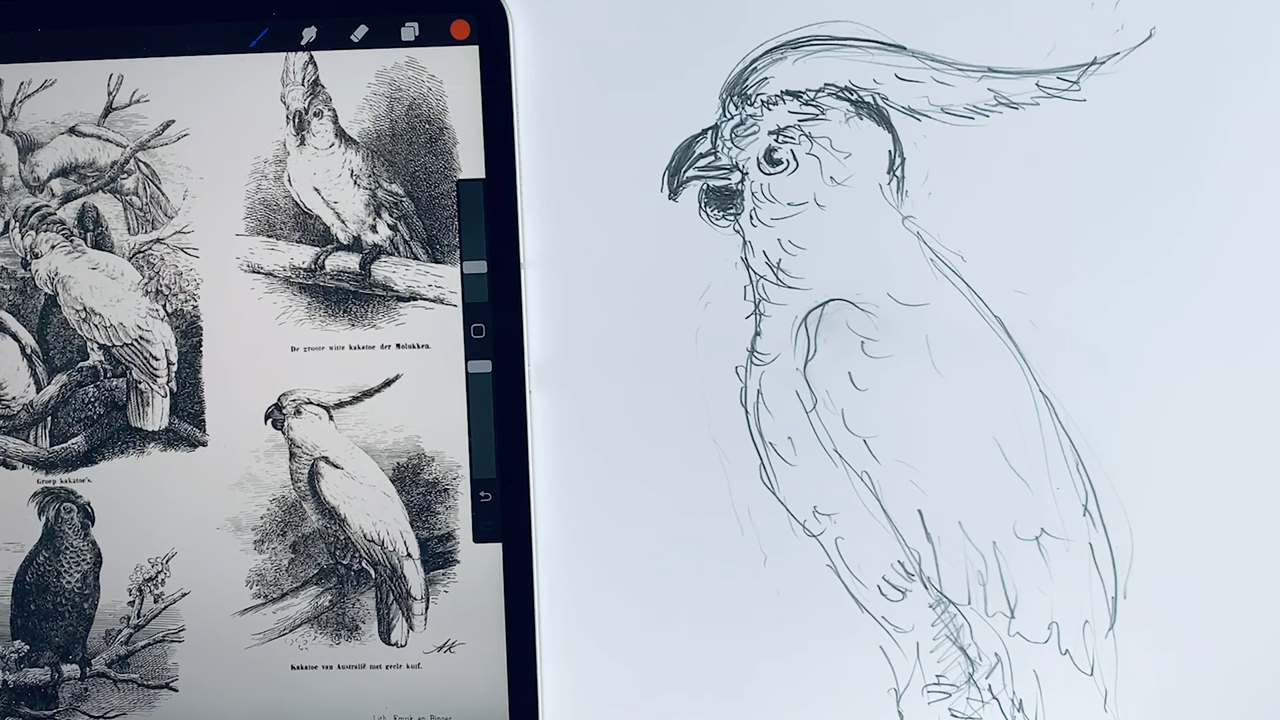 De groote witte kakatoe der Molukken.
Groep kakatoe's.
Kakatoe van Australië met geele kuif.
AK
Lith. Emrik en Binger